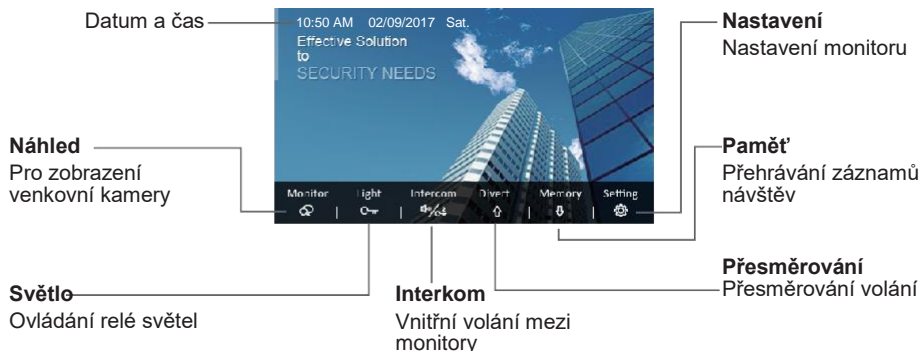 Datum a čas
10:50 AM 02/09/2017 Sat.
Effective Solution
to
SECURITY NEEDS
Nastavení
Nastavení monitoru
Náhled
Pro zobrazení
venkovní kamery
Paměť
Přehrávání záznamů
návštěv
Monitor Light Intercom Divert Memory Setting
Přesměrování
Přesměrování volání
Světlo
Ovládání relé světel
Interkom
Vnitřní volání mezi
monitory